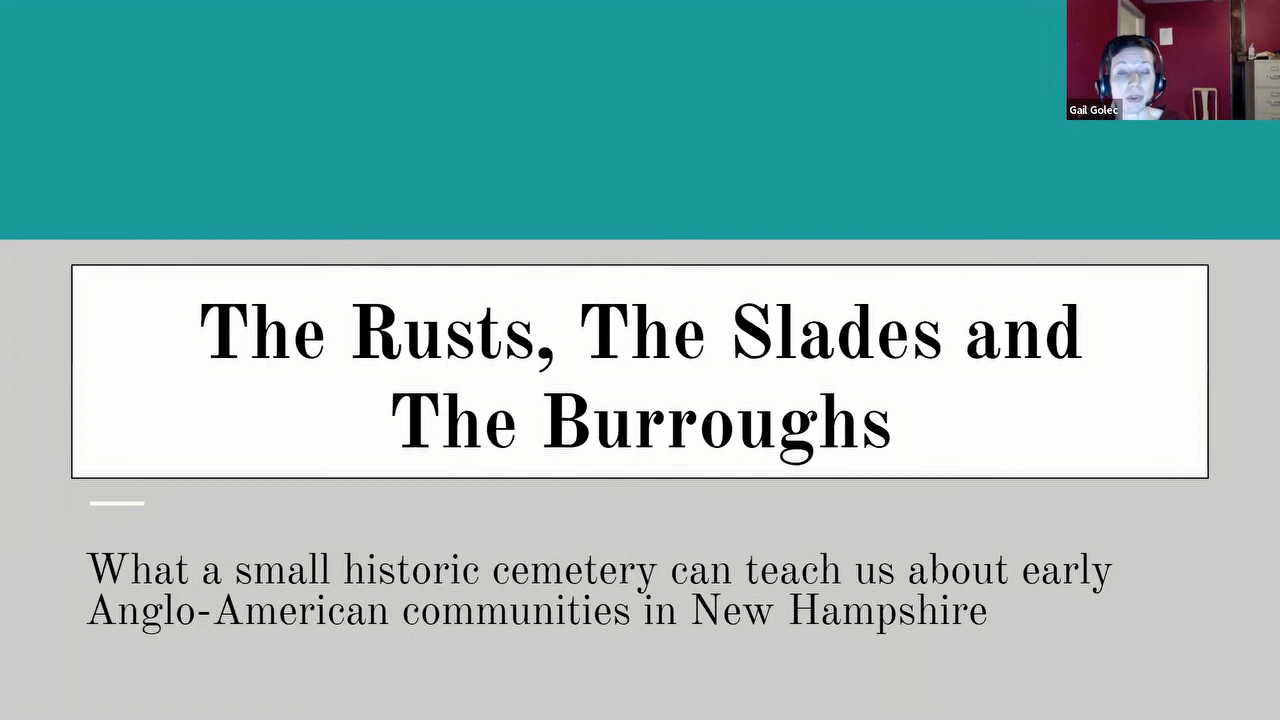 Gail Golec
The Rusts, The Slades and
The Burroughs
What a small historic cemetery can teach us about early
Anglo-American communities in New Hampshire